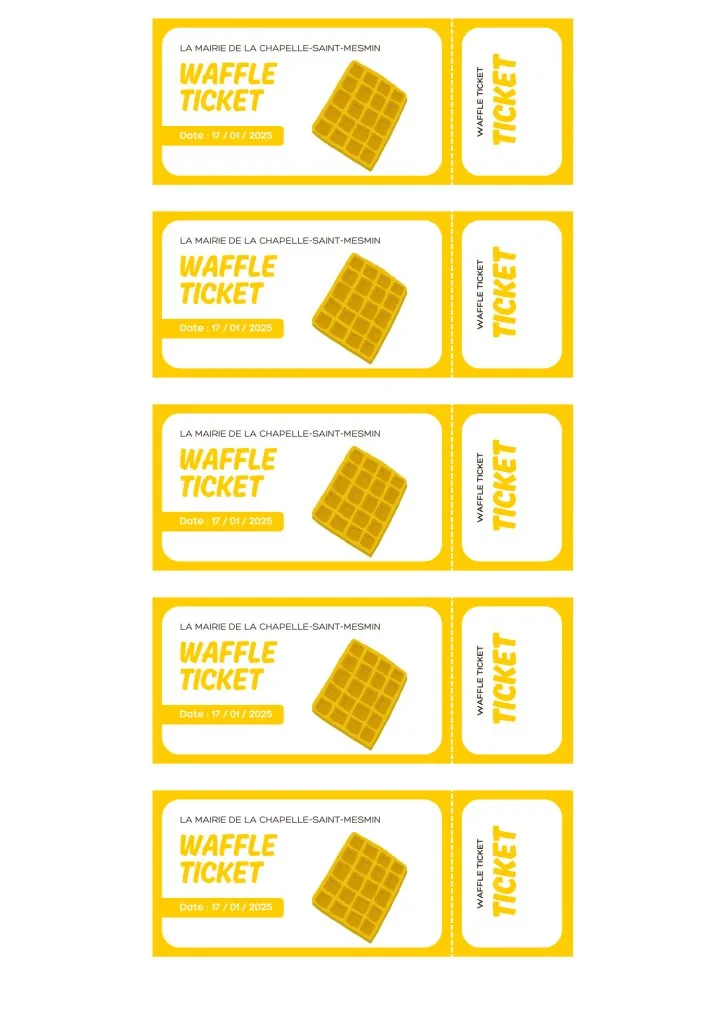 LA MAIRIE DE LA CHAPELLE-SAINT-MESMIN
WAFFLE
TICKET
Date : 17 / 01 / 2025
WAFFLE TICKET
TICKET
LA MAIRIE DE LA CHAPELLE-SAINT-MESMIN
WAFFLE
TICKET
Date : 17 / 01 / 2025
WAFFLE TICKET
TICKET
LA MAIRIE DE LA CHAPELLE-SAINT-MESMIN
WAFFLE
TICKET
Date : 17 / 01 / 2025
WAFFLE TICKET
TICKET
LA MAIRIE DE LA CHAPELLE-SAINT-MESMIN
WAFFLE
TICKET
Date : 17 / 01 / 2025
WAFFLE TICKET
TICKET
LA MAIRIE DE LA CHAPELLE-SAINT-MESMIN
WAFFLE
TICKET
Date : 17 / 01 / 2025
WAFFLE TICKET
TICKET